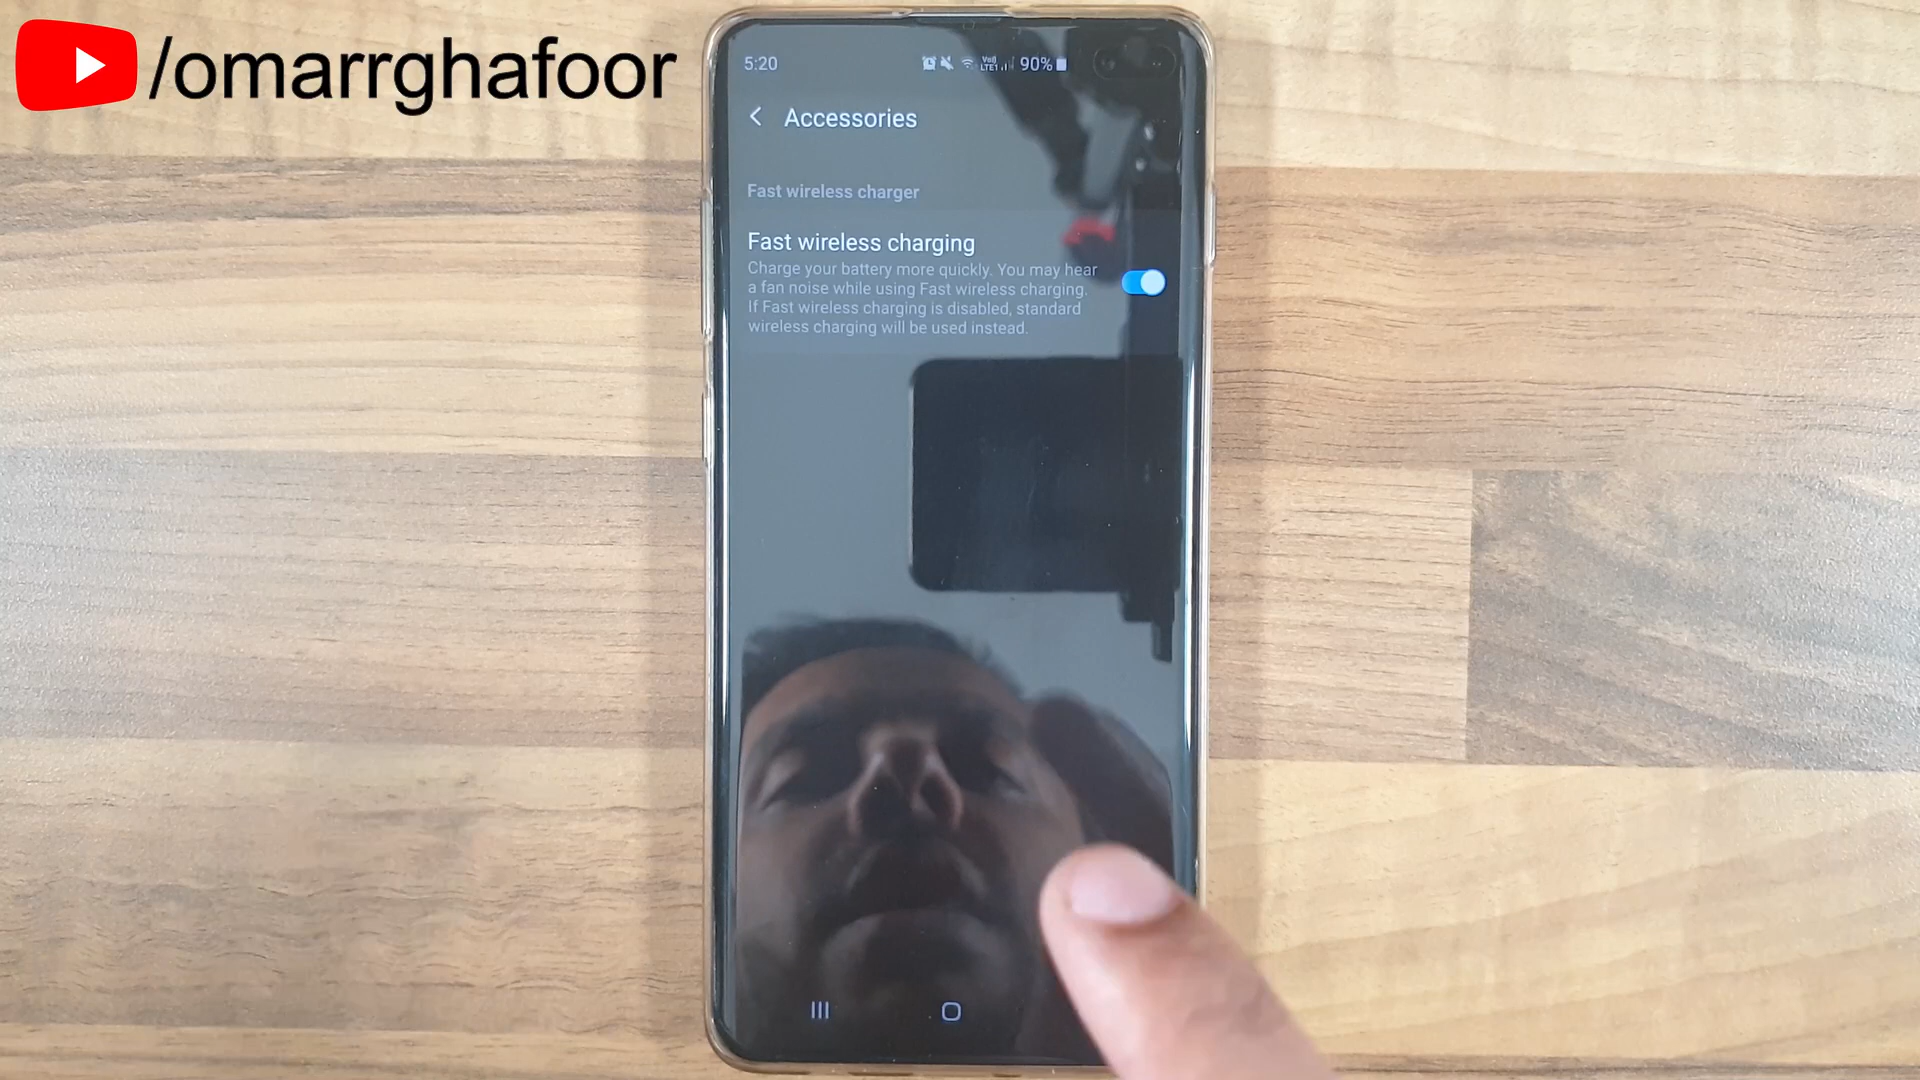 /omarrghafoor
5:20
90%
Accessories
Fast wireless charger
Fast wireless charging
Charge your battery more quickly. You may hear
a fan noise while using Fast wireless charging.
If Fast wireless charging is disabled, standard
wireless charging will be used instead.